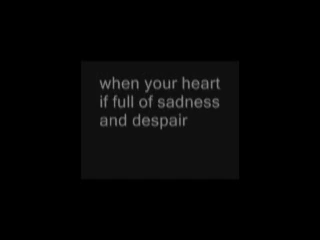 when your heart
if full of sadness
and despair